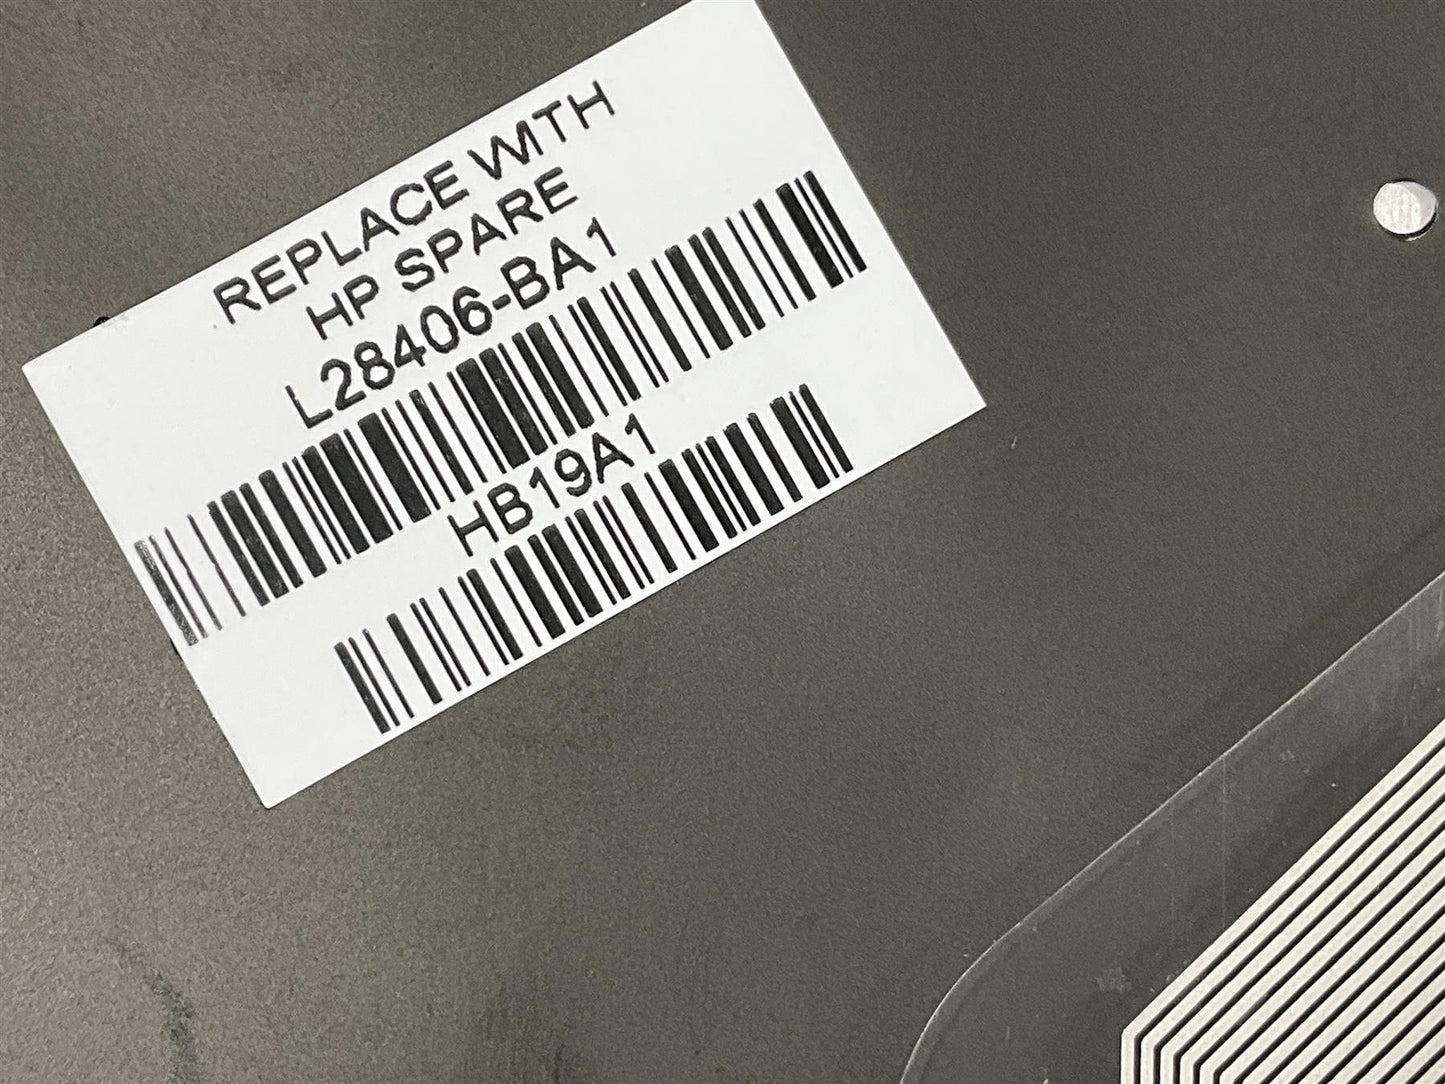 REPLACE WITH
HP SPARE
L28406-BA1
HB19A1